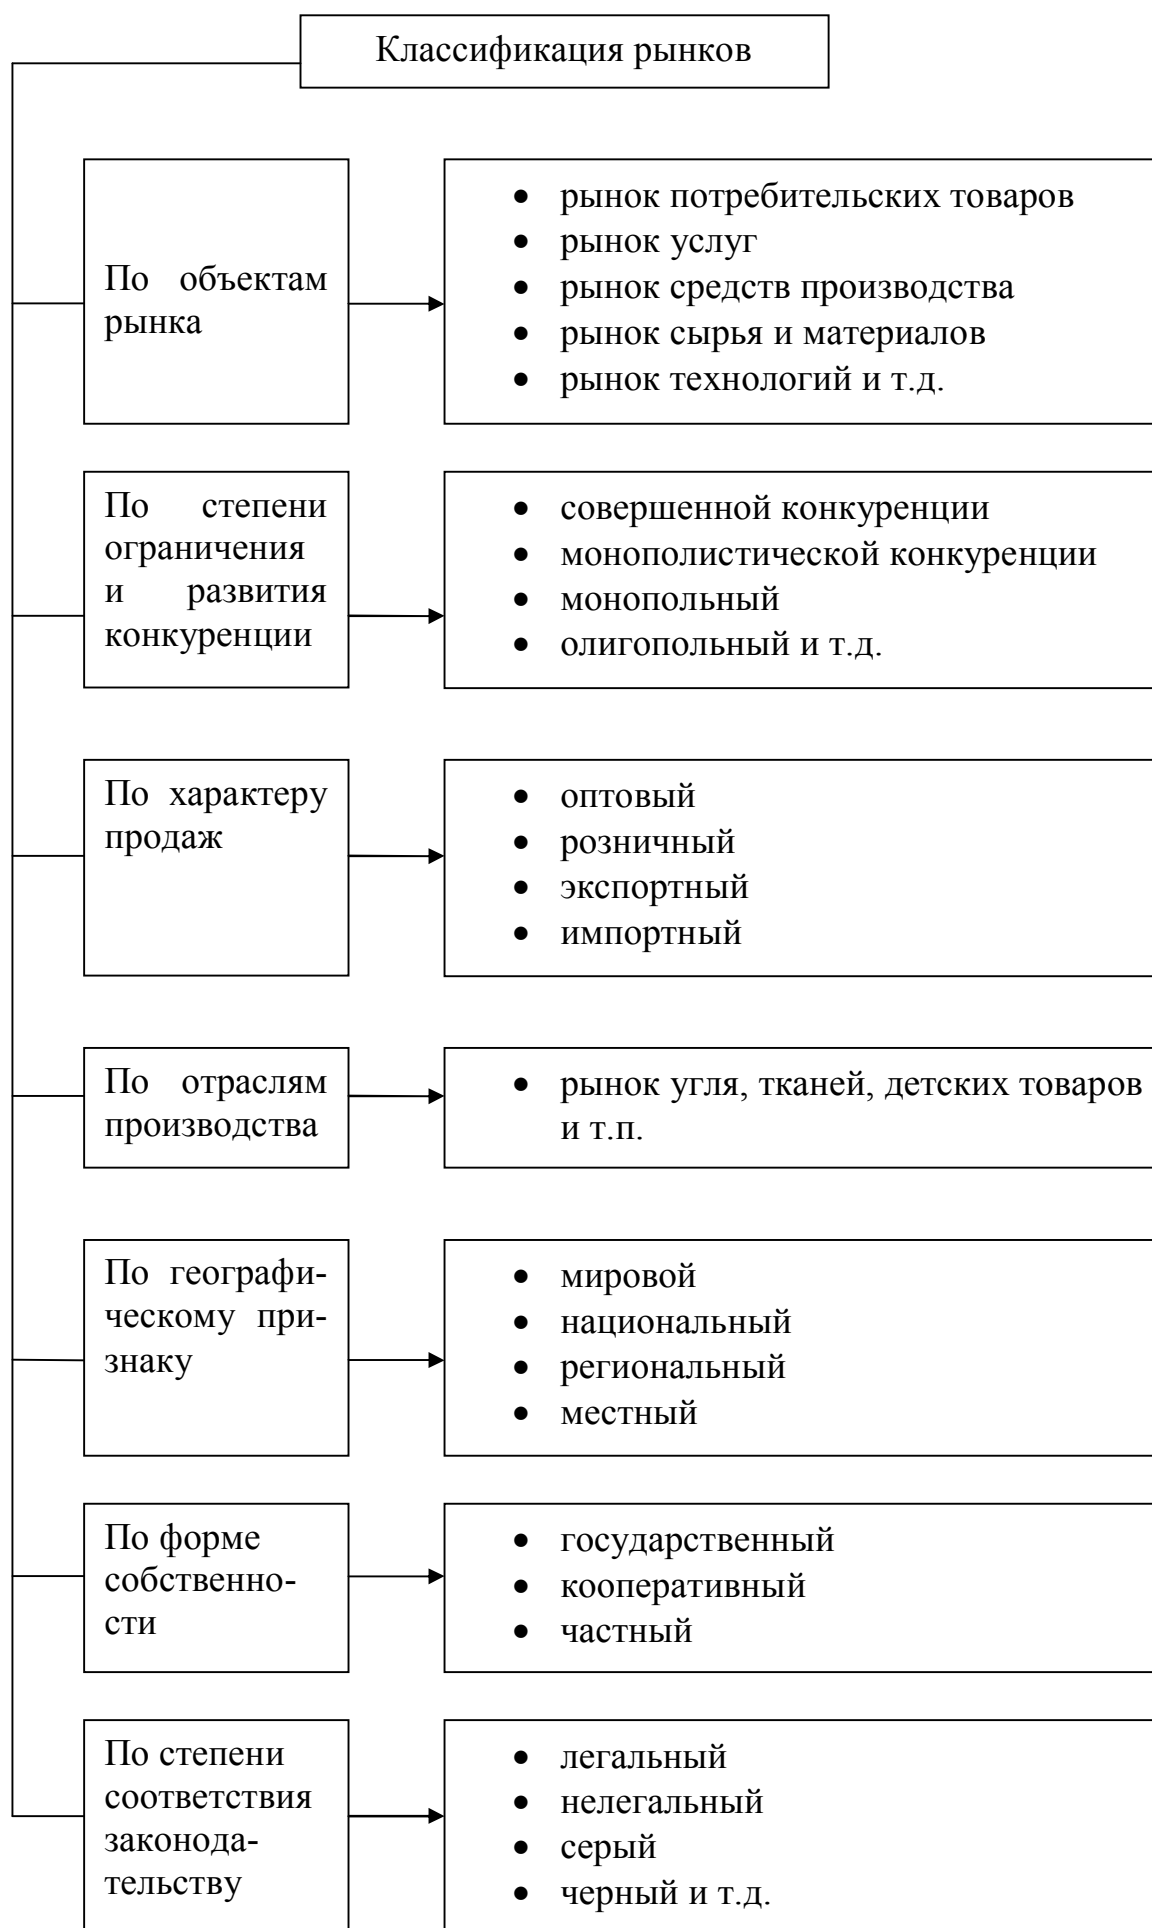 Классификация рынков
По объектам
рынка
• рынок потребительских товаров
• рынок услуг
• рынок средств производства
• рынок сырья и материалов
• рынок технологий и т.д.
По степени
ограничения
и развития
конкуренции
• совершенной конкуренции
• монополистической конкуренции
• монопольный
• олигопольный и т.д.
По характеру
продаж
• оптовый
• розничный
• экспортный
• импортный
По отраслям
производства
• рынок угля, тканей, детских товаров
и т.п.
По географи-
ческому при-
знаку
• мировой
• национальный
• региональный
• местный
По форме
собственно-
сти
• государственный
• кооперативный
• частный
По степени
соответствия
законода-
тельству
• легальный
• нелегальный
• серый
• черный и т.д.